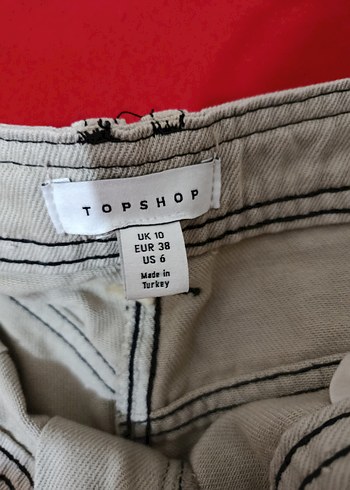 TOPSHOP
UK 10
EUR 38
US 6
Made in
Turkey